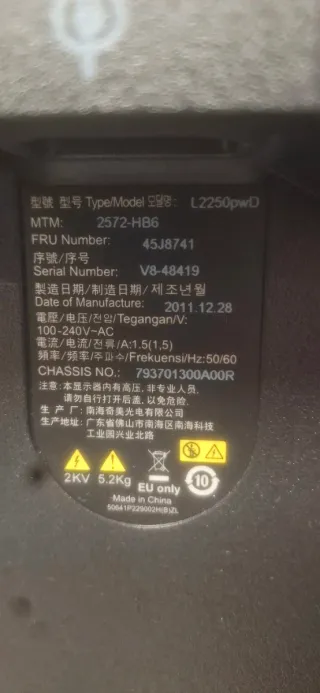 型號 型号 Type/Model 모델명: L2250pwD
MTM: 2572-HB6
FRU Number: 45J8741
序號/序号
Serial Number: V8-48419
製造日期/制造日期/제조년월
Date of Manufacture: 2011.12.28
電壓/电压/전압/Tegangan/V:
100-240V~AC
電流/电流/전류/A:1.5(1,5)
頻率/频率/주파수/Frekuensi/Hz:50/60
CHASSIS NO.: 793701300A00R
注意:本显示器内有高压,非专业人员,
请勿自行打开后盖,以免危险.
生 产 厂:南海奇美光电有限公司
生产地址:广东省佛山市南海区南海科技
工业园兴业北路
2KV 5.2Kg EU only 10
Made in China
50641P225002H(B)ZL